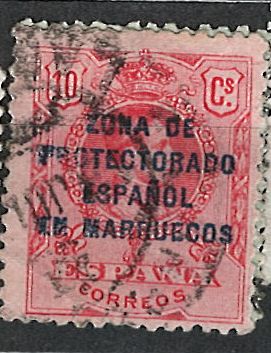 10 Cs.
ZONA DE
PROTECTORADO
ESPAÑOL
EN MARRUECOS
ESPAÑA
CORREOS